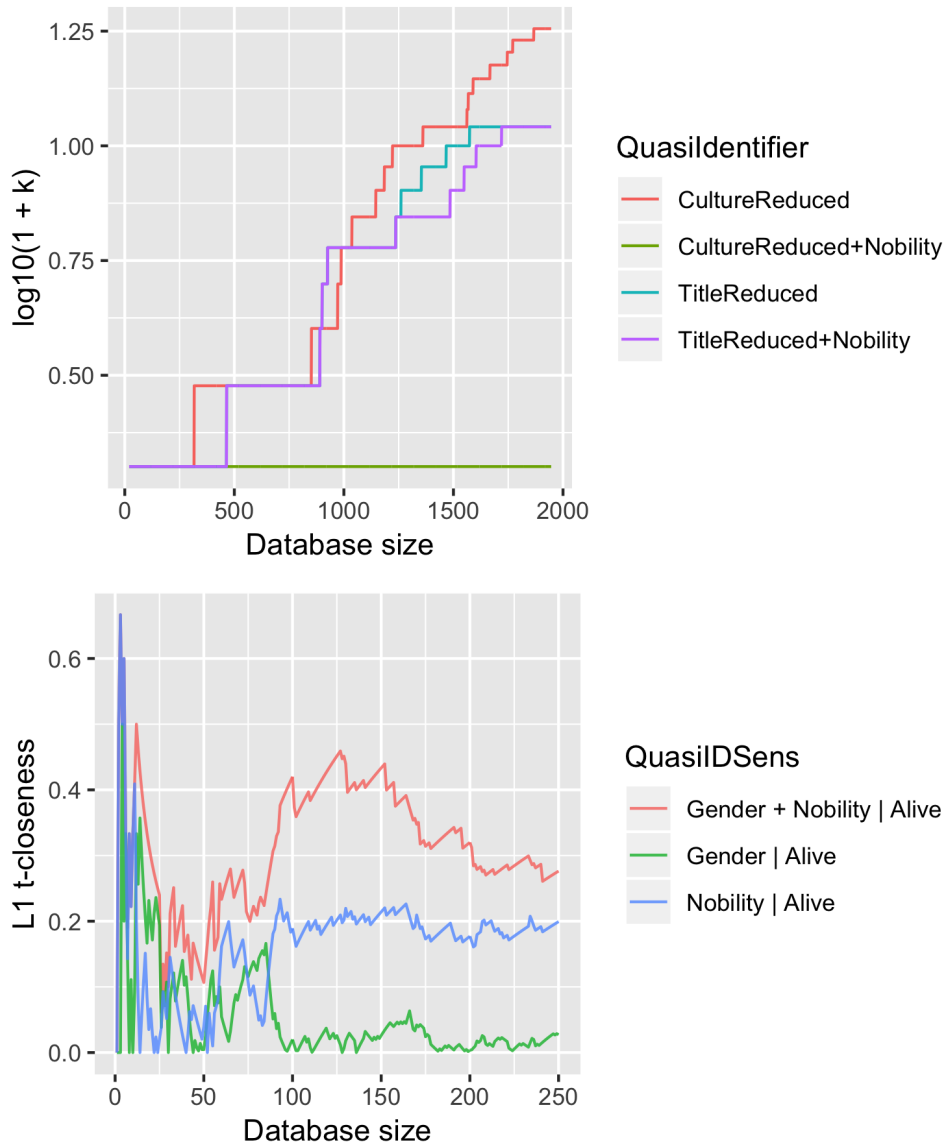 1.25
1.00
0.75
0.50
log10(1 + k)
0 500 1000 1500 2000
Database size
QuasiIdentifier
CultureReduced
CultureReduced+Nobility
TitleReduced
TitleReduced+Nobility
0.6
0.4
0.2
0.0
L1 t-closeness
0 50 100 150 200 250
Database size
QuasiIDSens
Gender + Nobility | Alive
Gender | Alive
Nobility | Alive